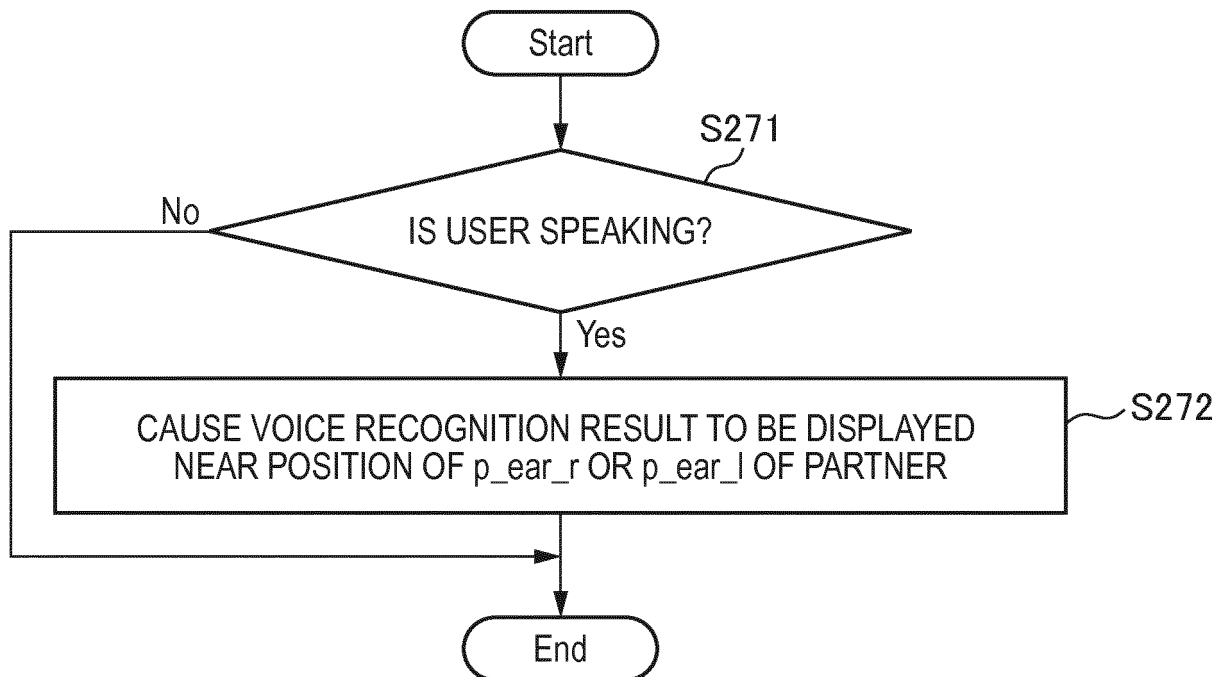 Start
S271
No
IS USER SPEAKING?
Yes
CAUSE VOICE RECOGNITION RESULT TO BE DISPLAYED
NEAR POSITION OF p_ear_r OR p_ear_l OF PARTNER
S272
End